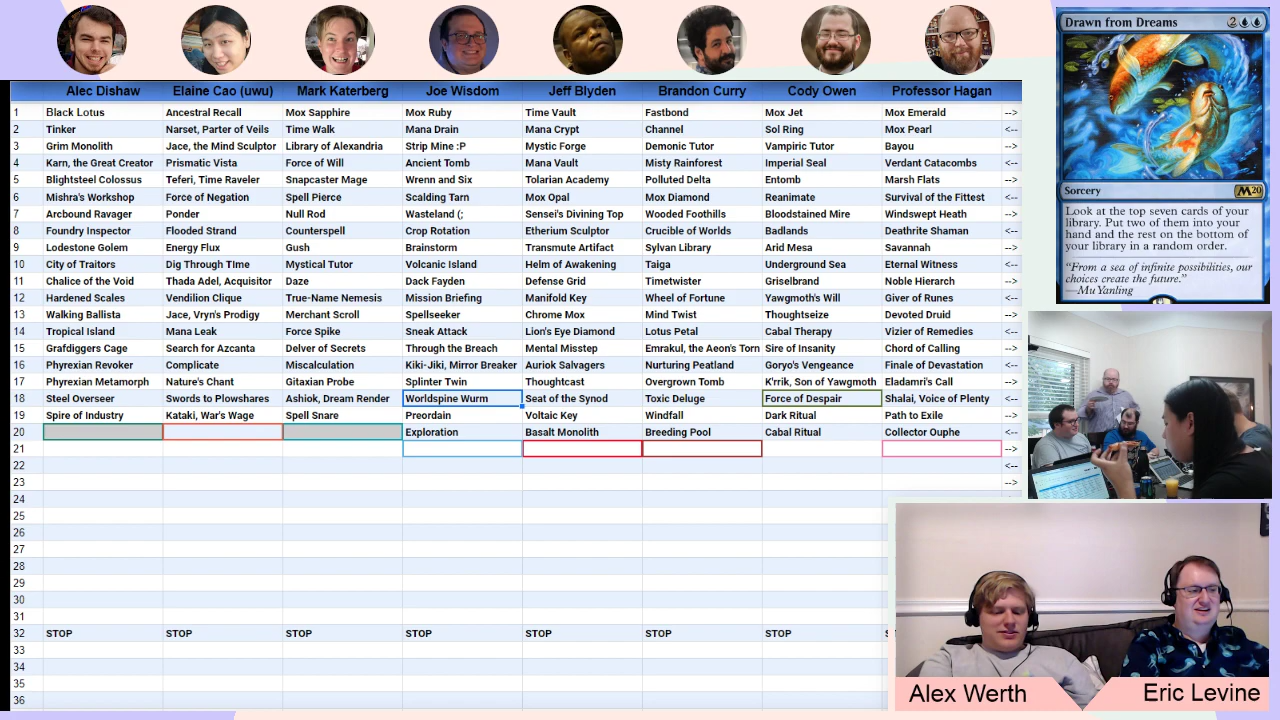 Alec Dishaw Elaine Cao (uwu) Mark Katerberg Joe Wisdom Jeff Blyden Brandon Curry Cody Owen Professor Hagan
1 Black Lotus Ancestral Recall Mox Sapphire Mox Ruby Time Vault Fastbond Mox Jet Mox Emerald -->
2 Tinker Narset, Parter of Veils Time Walk Mana Drain Mana Crypt Channel Sol Ring Mox Pearl <--
3 Grim Monolith Jace, the Mind Sculptor Library of Alexandria Strip Mine :P Mystic Forge Demonic Tutor Vampiric Tutor Bayou -->
4 Karn, the Great Creator Prismatic Vista Force of Will Ancient Tomb Mana Vault Misty Rainforest Imperial Seal Verdant Catacombs <--
5 Blightsteel Colossus Teferi, Time Raveler Snapcaster Mage Wrenn and Six Tolarian Academy Polluted Delta Entomb Marsh Flats -->
6 Mishra's Workshop Force of Negation Spell Pierce Scalding Tarn Mox Opal Mox Diamond Reanimate Survival of the Fittest <--
7 Arcbound Ravager Ponder Null Rod Wasteland (; Sensei's Divining Top Wooded Foothills Bloodstained Mire Windswept Heath -->
8 Foundry Inspector Flooded Strand Counterspell Crop Rotation Etherium Sculptor Crucible of Worlds Badlands Deathrite Shaman <--
9 Lodestone Golem Energy Flux Gush Brainstorm Transmute Artifact Sylvan Library Arid Mesa Savannah -->
10 City of Traitors Dig Through TIme Mystical Tutor Volcanic Island Helm of Awakening Taiga Underground Sea Eternal Witness <--
11 Chalice of the Void Thada Adel, Acquisitor Daze Dack Fayden Defense Grid Timetwister Griselbrand Noble Hierarch -->
12 Hardened Scales Vendilion Clique True-Name Nemesis Mission Briefing Manifold Key Wheel of Fortune Yawgmoth's Will Giver of Runes <--
13 Walking Ballista Jace, Vryn's Prodigy Merchant Scroll Spellseeker Chrome Mox Mind Twist Thoughtseize Devoted Druid -->
14 Tropical Island Mana Leak Force Spike Sneak Attack Lion's Eye Diamond Lotus Petal Cabal Therapy Vizier of Remedies <--
15 Grafdiggers Cage Search for Azcanta Delver of Secrets Through the Breach Mental Misstep Emrakul, the Aeon's Torn Sire of Insanity Chord of Calling -->
16 Phyrexian Revoker Complicate Miscalculation Kiki-Jiki, Mirror Breaker Auriok Salvagers Nurturing Peatland Goryo's Vengeance Finale of Devastation <--
17 Phyrexian Metamorph Nature's Chant Gitaxian Probe Splinter Twin Thoughtcast Overgrown Tomb K'rrik, Son of Yawgmoth Eladamri's Call -->
18 Steel Overseer Swords to Plowshares Ashiok, Dream Render Worldspine Wurm Seat of the Synod Toxic Deluge Force of Despair Shalai, Voice of Plenty <--
19 Spire of Industry Kataki, War's Wage Spell Snare Preordain Voltaic Key Windfall Dark Ritual Path to Exile -->
20 Exploration Basalt Monolith Breeding Pool Cabal Ritual Collector Ouphe <--
21 -->
22 <--
23 -->
24
25
26
27
28
29
30
31
32 STOP STOP STOP STOP STOP STOP STOP
33
34
35
36
Drawn from Dreams 2
Sorcery M20
Look at the top seven cards of your
library. Put two of them into your
hand and the rest on the bottom of
your library in a random order.
"From a sea of infinite possibilities, our
choices create the future."
—Mu Yanling
Alex Werth Eric Levine